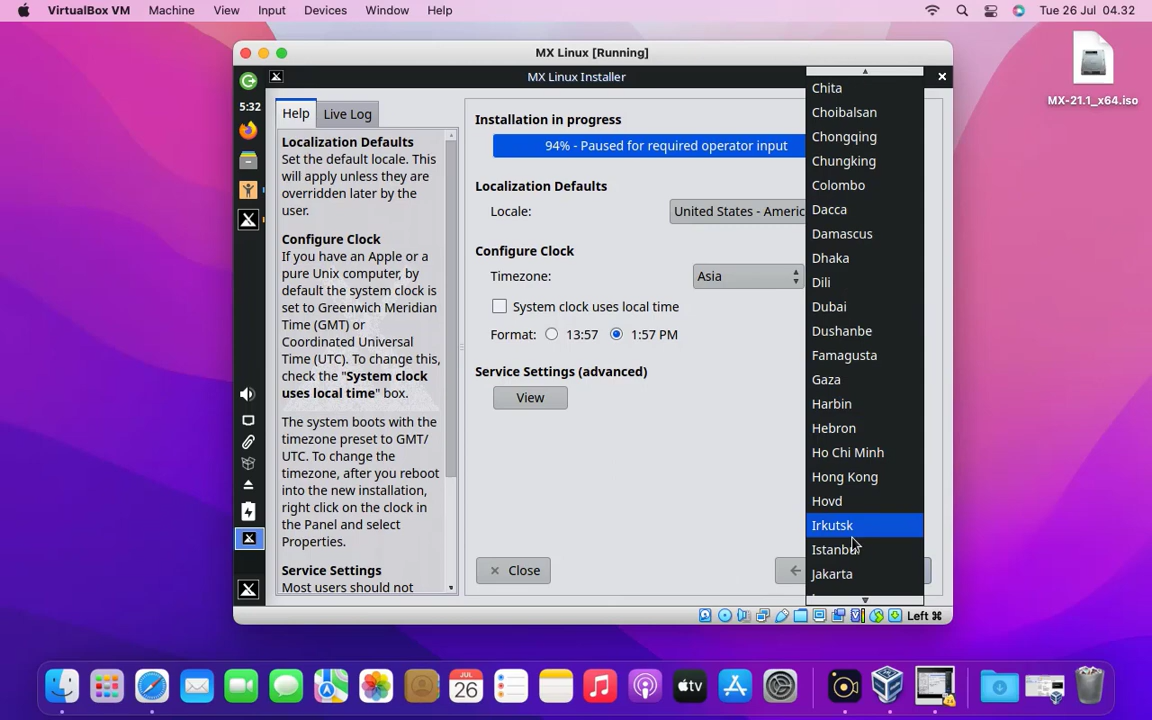 VirtualBox VM Machine View Input Devices Window Help Tue 26 Jul 04.32
MX Linux [Running]
MX Linux Installer
MX-21.1_x64.iso
5:32
Help Live Log
Localization Defaults
Set the default locale. This
will apply unless they are
overridden later by the
user.
Configure Clock
If you have an Apple or a
pure Unix computer, by
default the system clock is
set to Greenwich Meridian
Time (GMT) or
Coordinated Universal
Time (UTC). To change this,
check the "System clock
uses local time" box.
The system boots with the
timezone preset to GMT/
UTC. To change the
timezone, after you reboot
into the new installation,
right click on the clock in
the Panel and select
Properties.
Service Settings
Most users should not
Installation in progress
94% - Paused for required operator input
Localization Defaults
Locale: United States - Americ
Configure Clock
Timezone: Asia
System clock uses local time
Format: 13:57 1:57 PM
Service Settings (advanced)
View
Close
Chita
Choibalsan
Chongqing
Chungking
Colombo
Dacca
Damascus
Dhaka
Dili
Dubai
Dushanbe
Famagusta
Gaza
Harbin
Hebron
Ho Chi Minh
Hong Kong
Hovd
Irkutsk
Istanbul
Jakarta
Left ⌘
JUL
26
tv